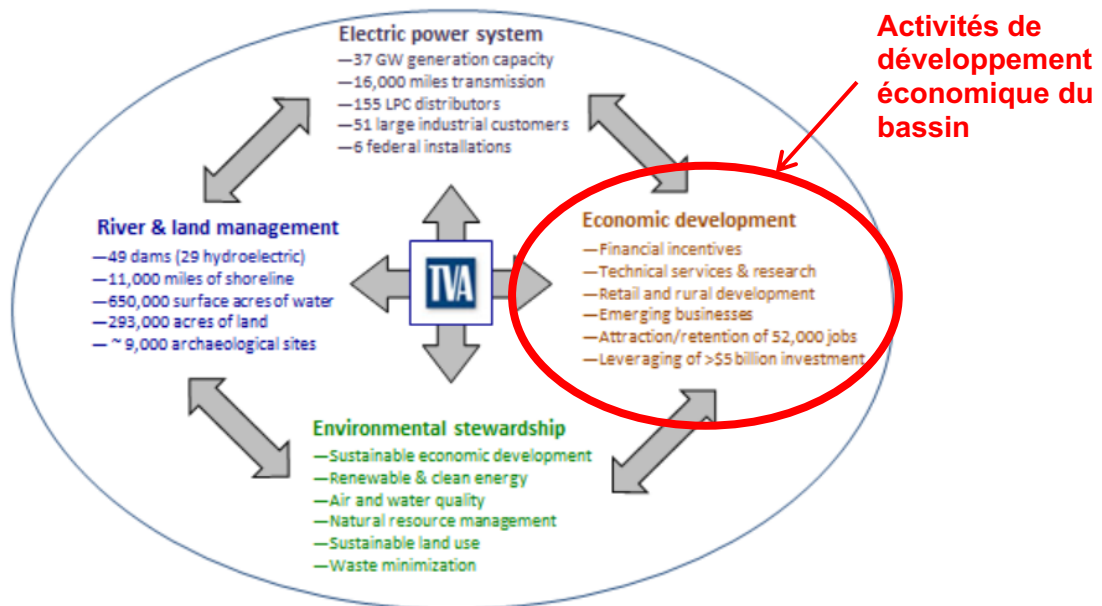 Electric power system
—37 GW generation capacity
—16,000 miles transmission
—155 LPC distributors
—51 large industrial customers
—6 federal installations
Activités de
développement
économique du
bassin
River & land management
—49 dams (29 hydroelectric)
—11,000 miles of shoreline
—650,000 surface acres of water
—293,000 acres of land
— ~ 9,000 archaeological sites
TVA
Economic development
—Financial incentives
—Technical services & research
—Retail and rural development
—Emerging businesses
—Attraction/retention of 52,000 jobs
—Leveraging of >$5 billion investment
Environmental stewardship
—Sustainable economic development
—Renewable & clean energy
—Air and water quality
—Natural resource management
—Sustainable land use
—Waste minimization